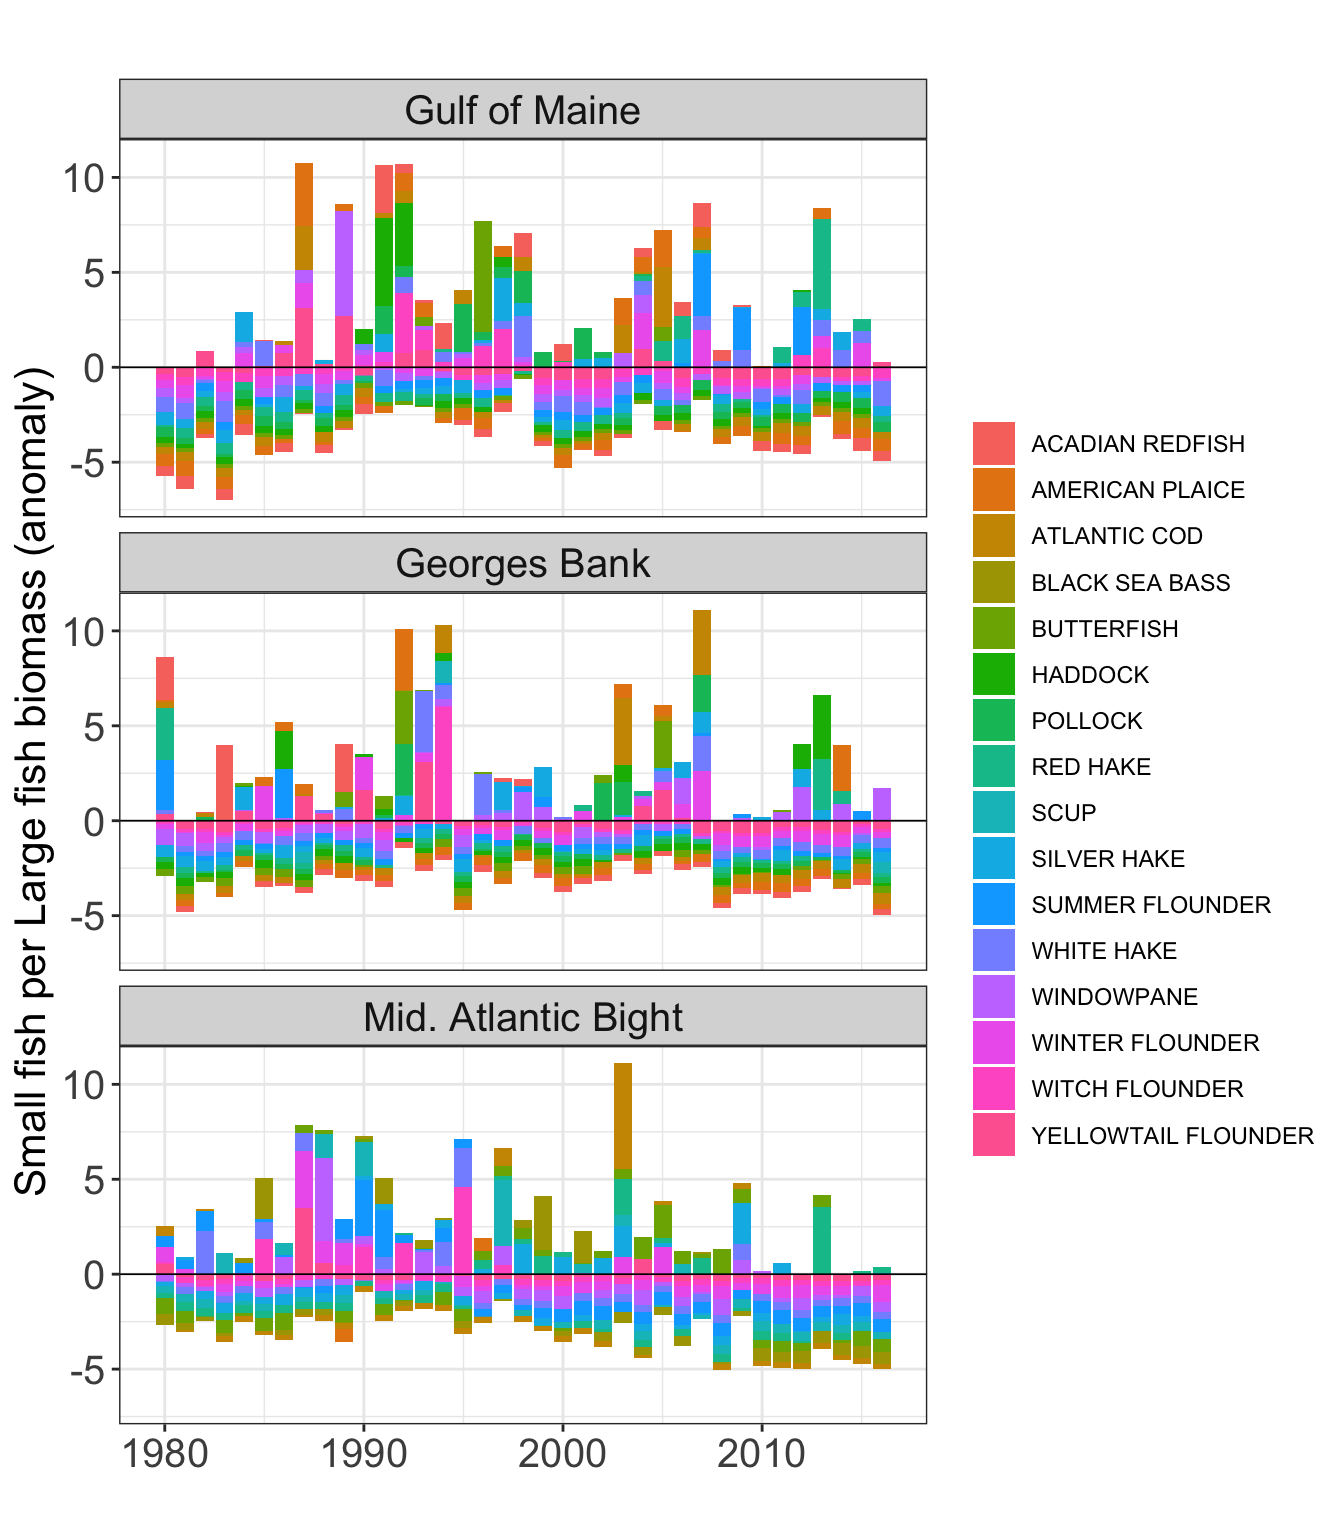 Gulf of Maine
10
5
0
-5
Georges Bank
10
5
0
-5
Mid. Atlantic Bight
10
5
0
-5
1980 1990 2000 2010
Small fish per Large fish biomass (anomaly)
ACADIAN REDFISH
AMERICAN PLAICE
ATLANTIC COD
BLACK SEA BASS
BUTTERFISH
HADDOCK
POLLOCK
RED HAKE
SCUP
SILVER HAKE
SUMMER FLOUNDER
WHITE HAKE
WINDOWPANE
WINTER FLOUNDER
WITCH FLOUNDER
YELLOWTAIL FLOUNDER